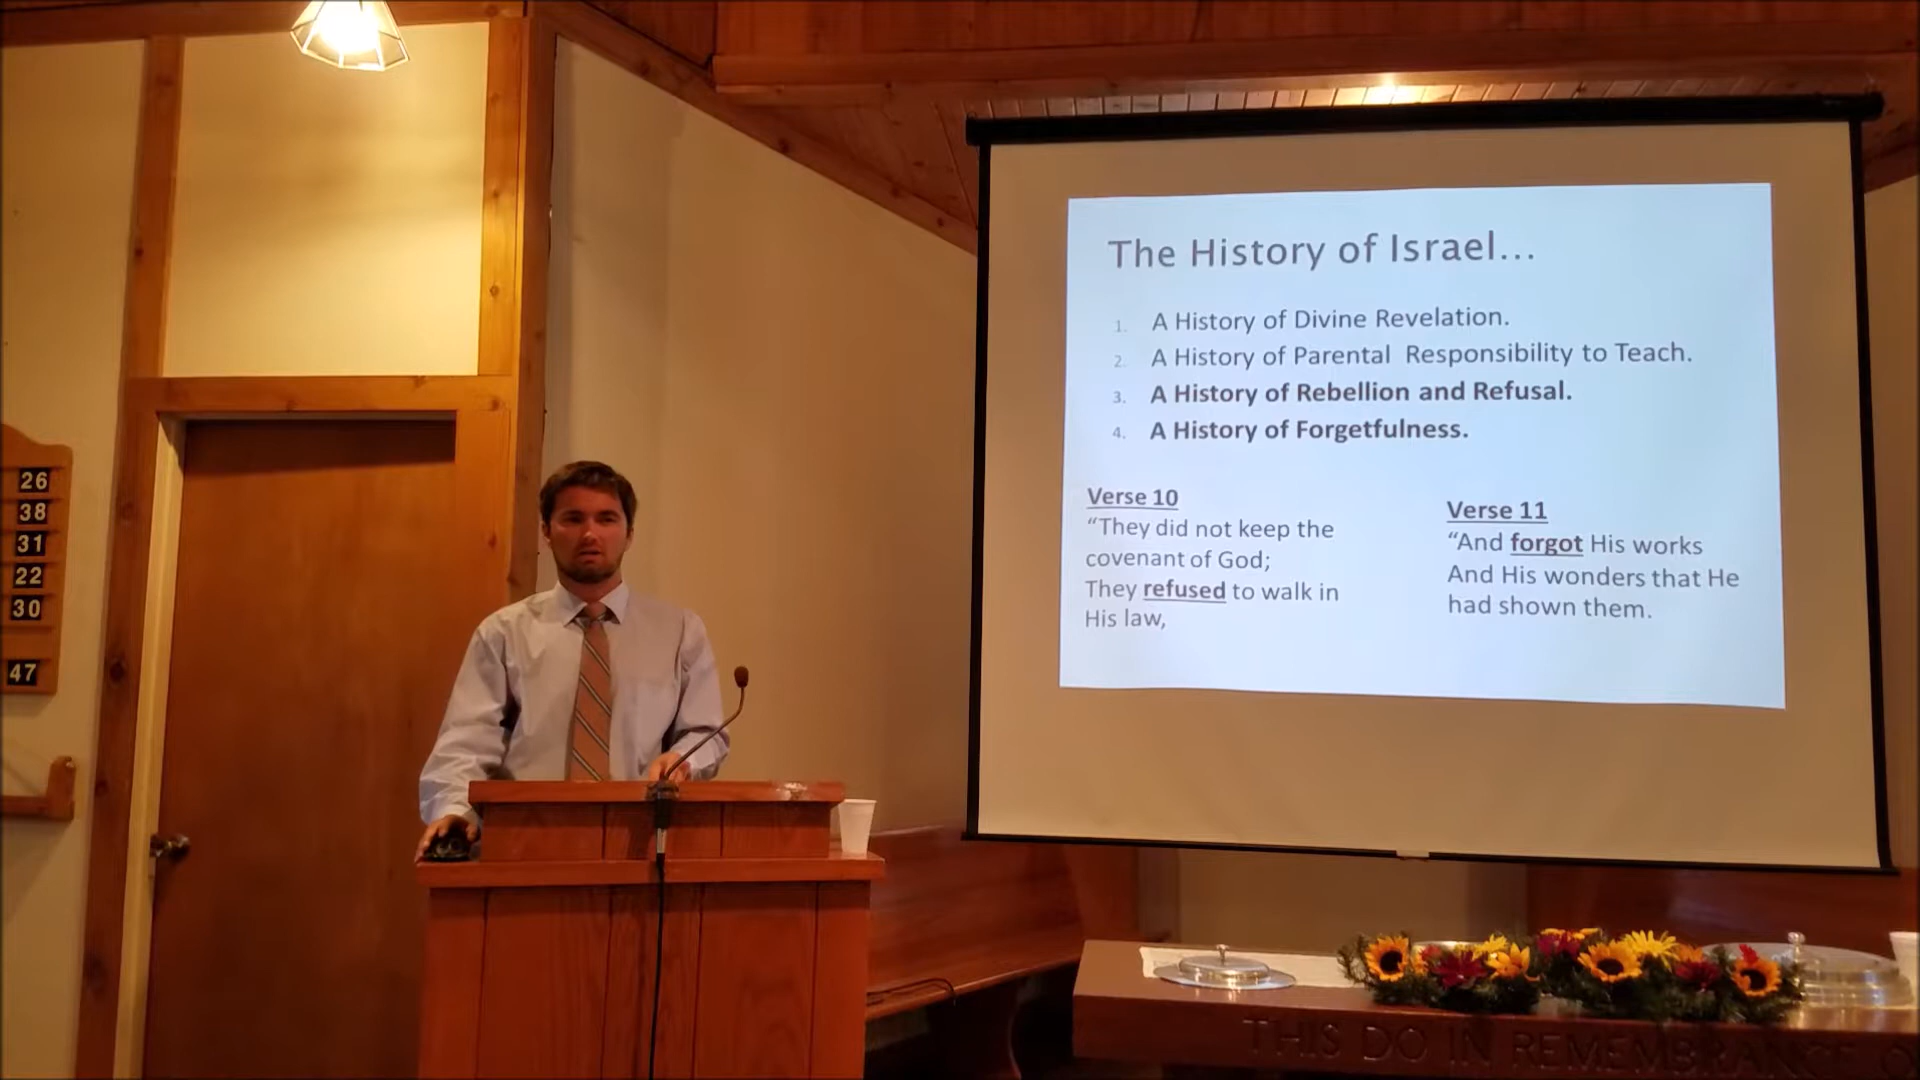 26
38
31
22
30
47
The History of Israel...
1. A History of Divine Revelation.
2. A History of Parental Responsibility to Teach.
3. A History of Rebellion and Refusal.
4. A History of Forgetfulness.
Verse 10
“They did not keep the
covenant of God;
They refused to walk in
His law,
Verse 11
“And forgot His works
And His wonders that He
had shown them.
THIS DO IN REMEMBRANCE O